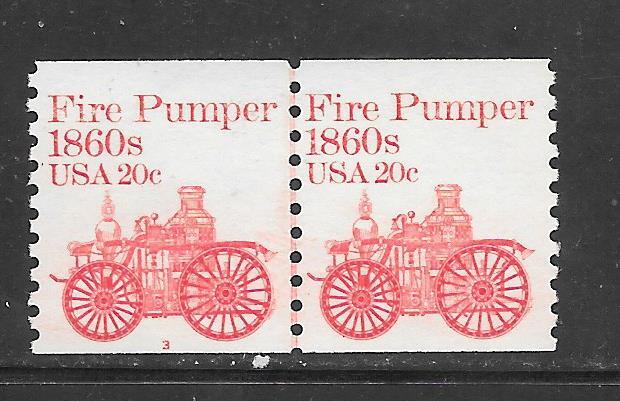 Fire Pumper
1860s
USA 20c
3
Fire Pumper
1860s
USA 20c